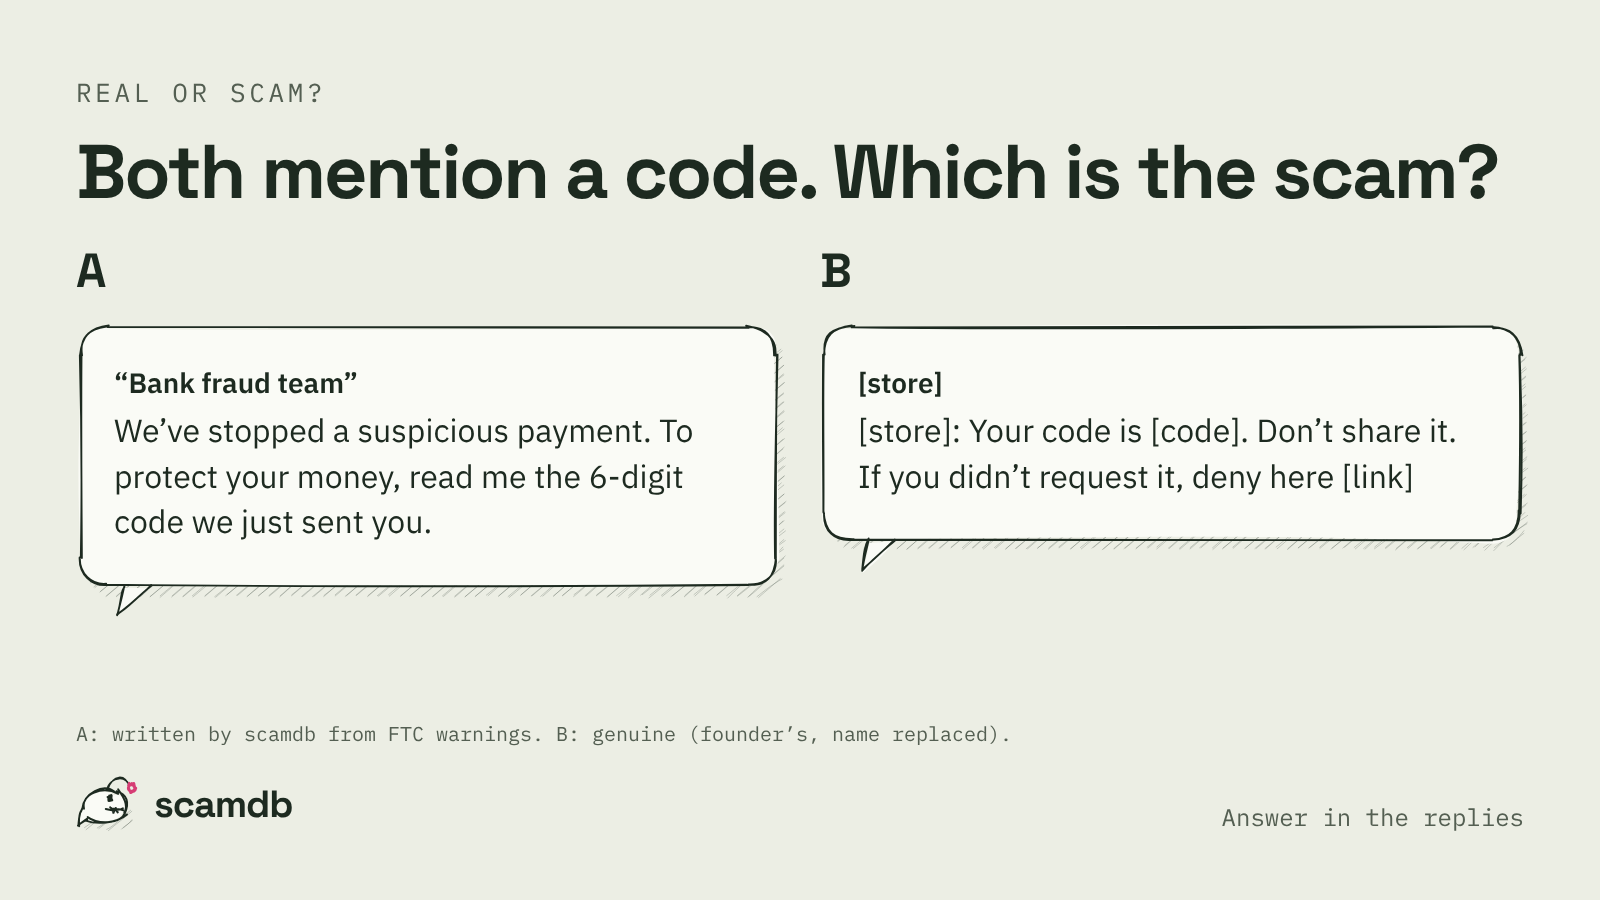 REAL OR SCAM?
Both mention a code. Which is the scam?
A
“Bank fraud team”
We’ve stopped a suspicious payment. To
protect your money, read me the 6-digit
code we just sent you.
B
[store]
[store]: Your code is [code]. Don’t share it.
If you didn’t request it, deny here [link]
A: written by scamdb from FTC warnings. B: genuine (founder’s, name replaced).
scamdb
Answer in the replies